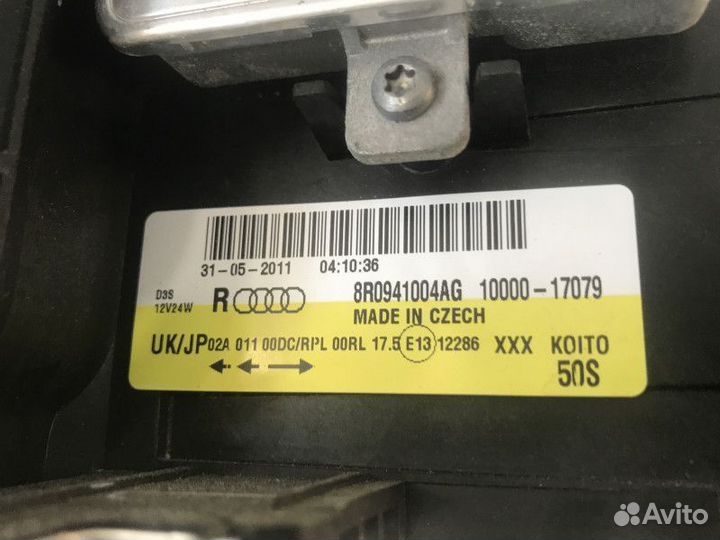 31-05-2011 04:10:36
D3S
12V24W
R
8R0941004AG 10000-17079
MADE IN CZECH
UK/JP 02A 011 00DC/RPL 00RL 17.5 E13 12286 XXX KOITO
50S
Avito